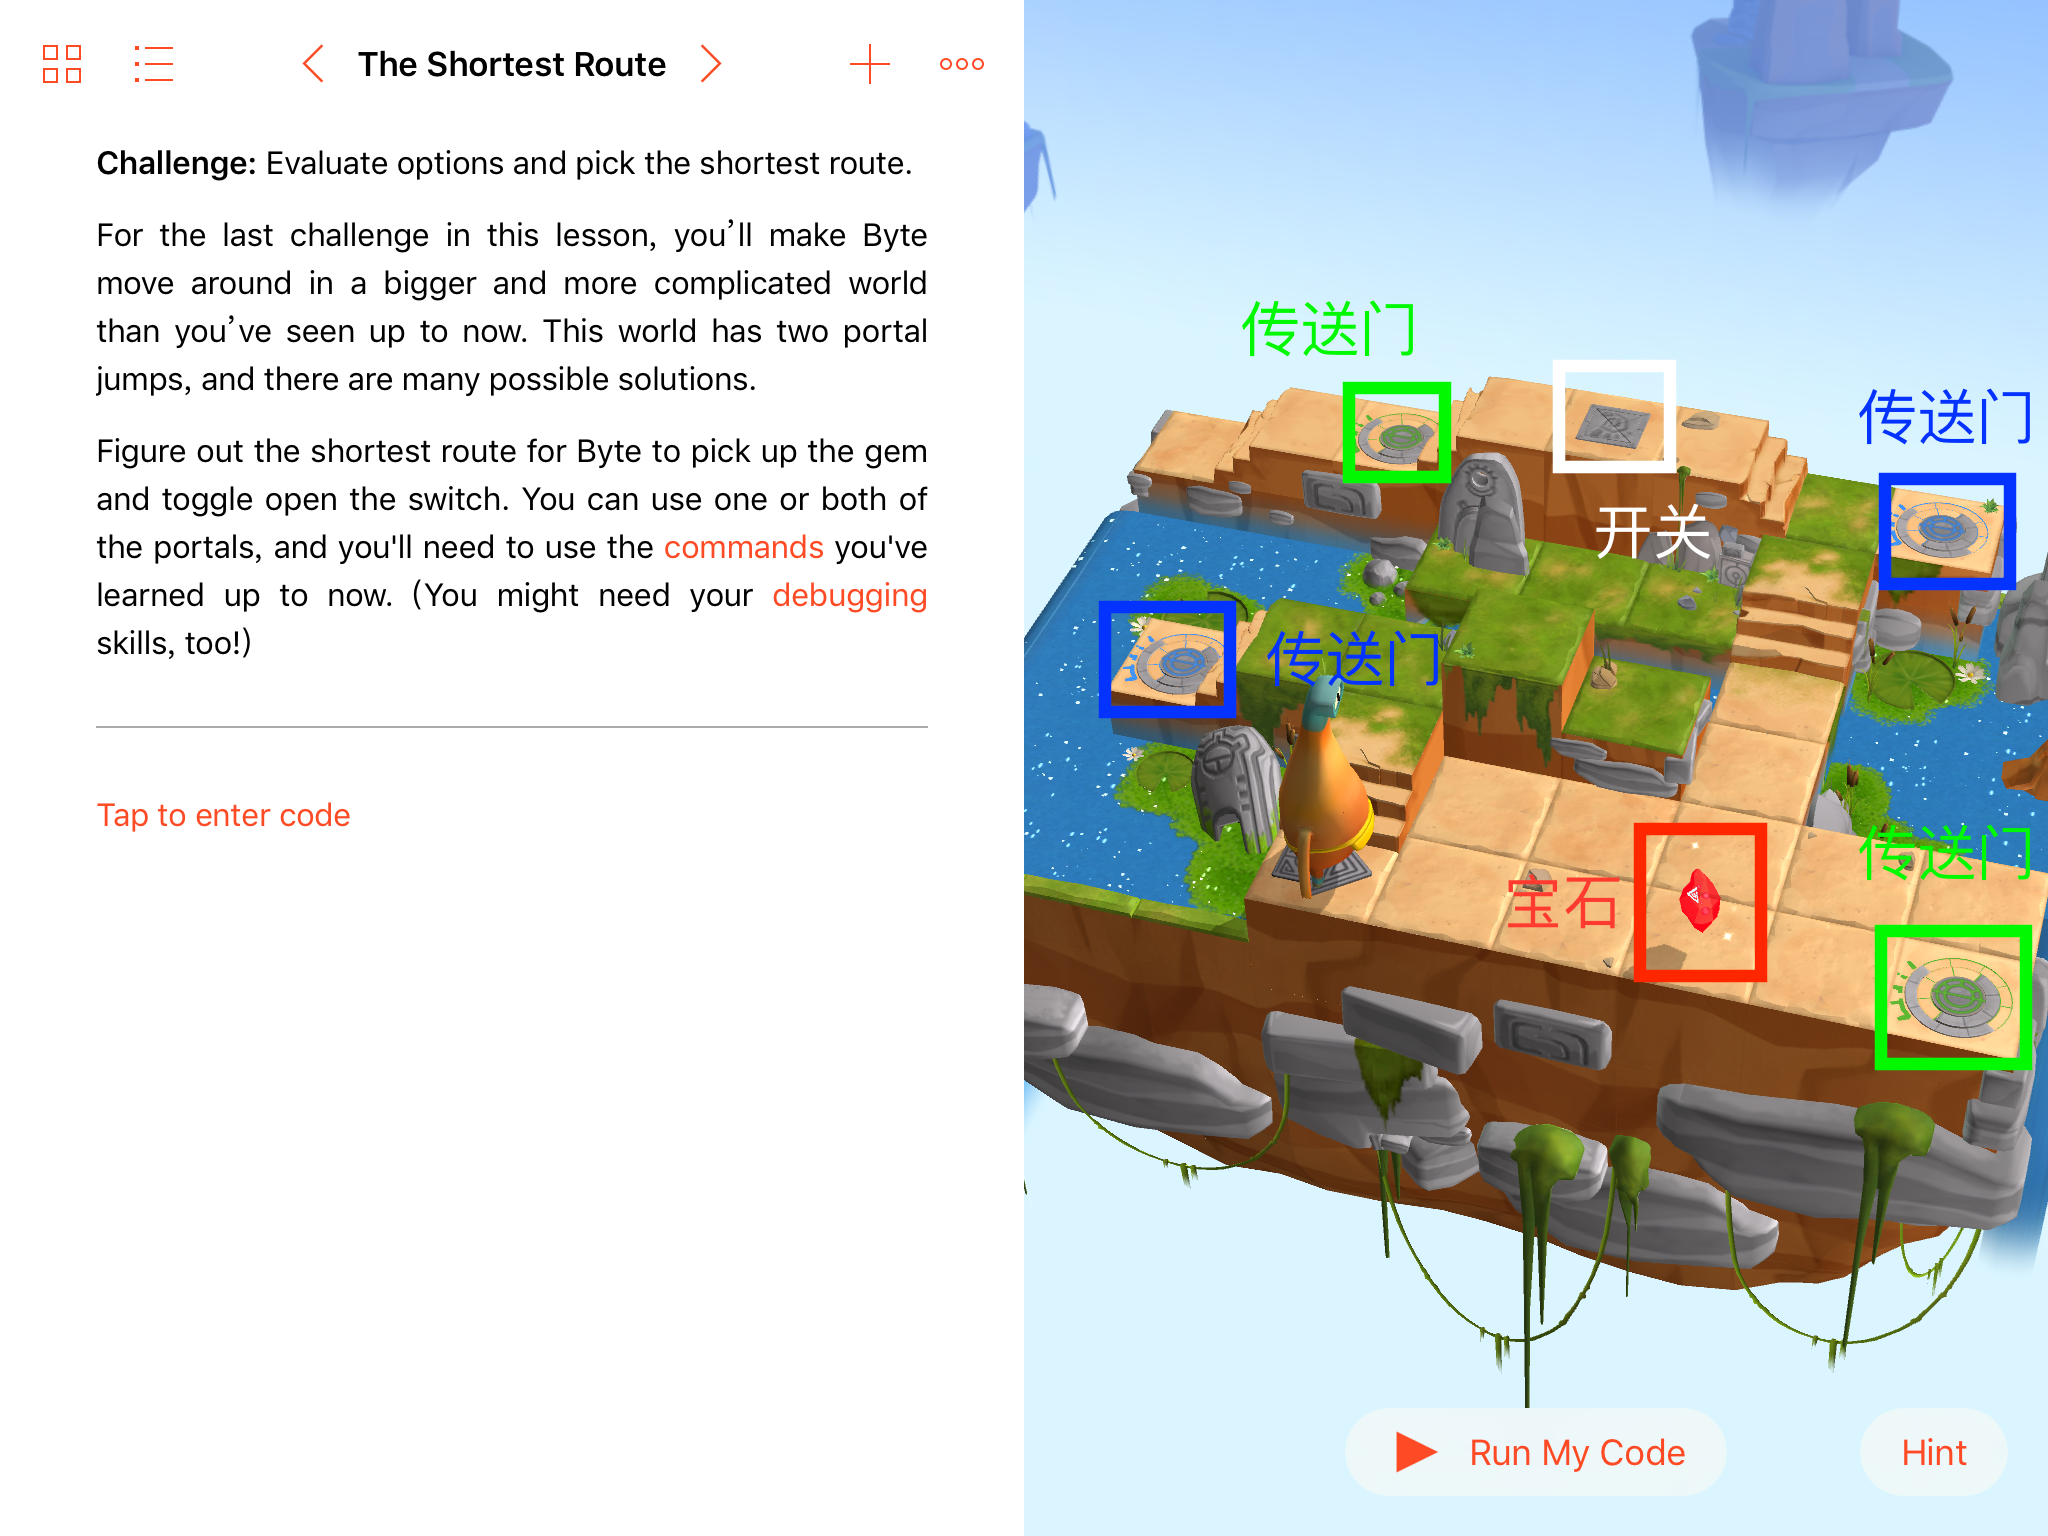 The Shortest Route
Challenge: Evaluate options and pick the shortest route.
For the last challenge in this lesson, you’ll make Byte
move around in a bigger and more complicated world
than you’ve seen up to now. This world has two portal
jumps, and there are many possible solutions.
Figure out the shortest route for Byte to pick up the gem
and toggle open the switch. You can use one or both of
the portals, and you'll need to use the commands you've
learned up to now. (You might need your debugging
skills, too!)
Tap to enter code
传送门
传送门
开关
传送门
传送门
宝石
Run My Code
Hint